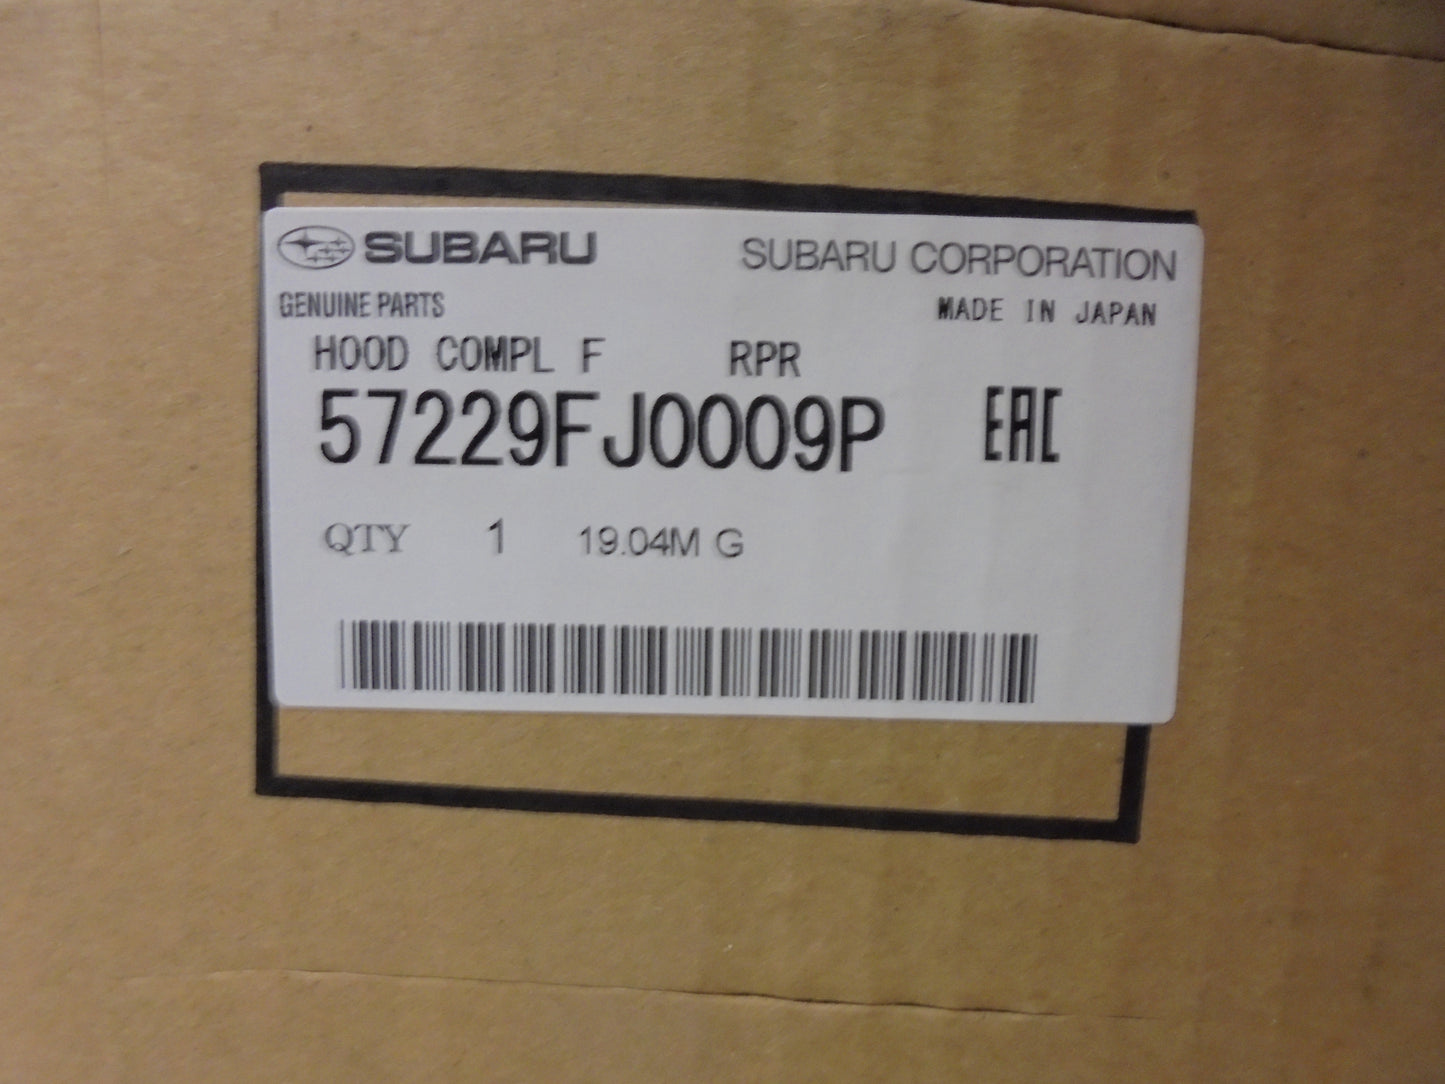 SUBARU SUBARU CORPORATION
GENUINE PARTS MADE IN JAPAN
HOOD COMPL F RPR
57229FJ0009P EAC
QTY 1 19.04M G